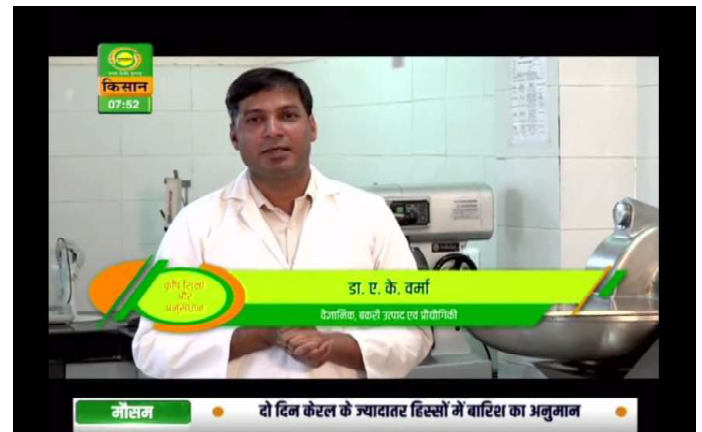 किसान
07:52
कृषि शिक्षा
और
अनुसंधान
डा. ए. के. वर्मा
वैज्ञानिक, बकरी उत्पाद एवं प्रौद्योगिकी
मौसम
दो दिन केरल के ज्यादातर हिस्सों में बारिश का अनुमान